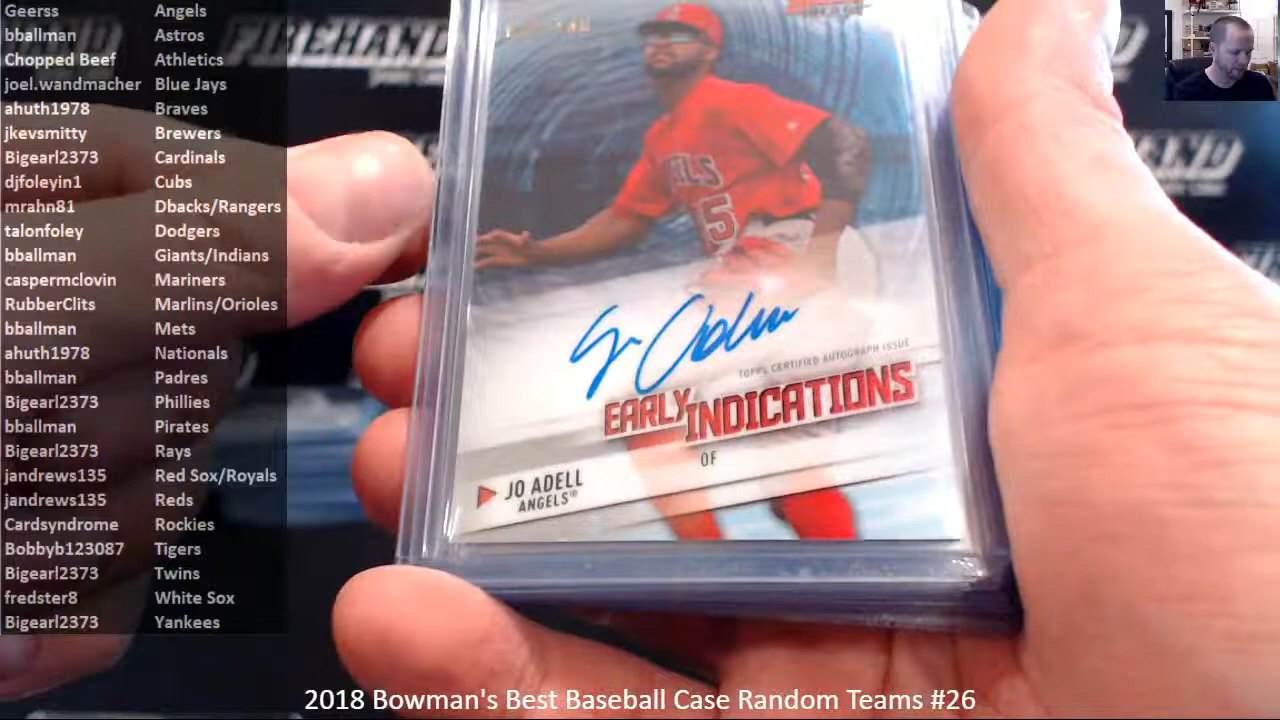 Geerss Angels
bballman Astros
Chopped Beef Athletics
joel.wandmacher Blue Jays
ahuth1978 Braves
jkevsmitty Brewers
Bigearl2373 Cardinals
djfoleyin1 Cubs
mrahn81 Dbacks/Rangers
talonfoley Dodgers
bballman Giants/Indians
caspermclovin Mariners
RubberClits Marlins/Orioles
bballman Mets
ahuth1978 Nationals
bballman Padres
Bigearl2373 Phillies
bballman Pirates
Bigearl2373 Rays
jandrews135 Red Sox/Royals
jandrews135 Reds
Cardsyndrome Rockies
Bobbyb123087 Tigers
Bigearl2373 Twins
fredster8 White Sox
Bigearl2373 Yankees
FIREHAND
15
TOPPS CERTIFIED AUTOGRAPH ISSUE
EARLY INDICATIONS
OF
JO ADELL
ANGELS®
2018 Bowman's Best Baseball Case Random Teams #26